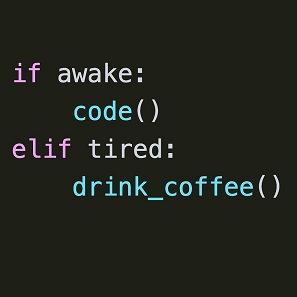 if awake:
    code()
elif tired:
    drink_coffee()